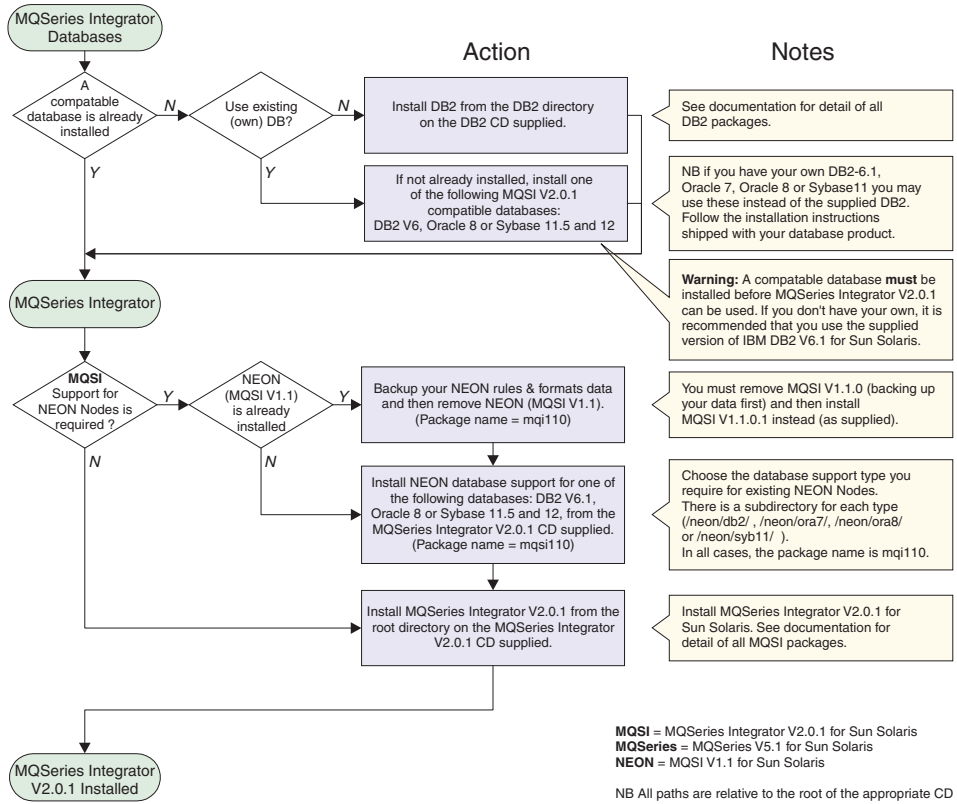 MQSeries Integrator
Databases
Action
Notes
A
compatable
database is already
installed
N
Use existing
(own) DB?
N
Install DB2 from the DB2 directory
on the DB2 CD supplied.
See documentation for detail of all
DB2 packages.
Y
Y
If not already installed, install one
of the following MQSI V2.0.1
compatible databases:
DB2 V6, Oracle 8 or Sybase 11.5 and 12
NB if you have your own DB2-6.1,
Oracle 7, Oracle 8 or Sybase11 you may
use these instead of the supplied DB2.
Follow the installation instructions
shipped with your database product.
Warning: A compatable database must be
installed before MQSeries Integrator V2.0.1
can be used. If you don't have your own, it is
recommended that you use the supplied
version of IBM DB2 V6.1 for Sun Solaris.
MQSeries Integrator
MQSI
Support for
NEON Nodes is
required ?
Y
NEON
(MQSI V1.1)
is already
installed
Y
Backup your NEON rules & formats data
and then remove NEON (MQSI V1.1).
(Package name = mqi110)
You must remove MQSI V1.1.0 (backing up
your data first) and then install
MQSI V1.1.0.1 instead (as supplied).
N
N
Install NEON database support for one of
the following databases: DB2 V6.1,
Oracle 8 or Sybase 11.5 and 12, from the
MQSeries Integrator V2.0.1 CD supplied.
(Package name = mqsi110)
Choose the database support type you
require for existing NEON Nodes.
There is a subdirectory for each type
(/neon/db2/ , /neon/ora7/, /neon/ora8/
or /neon/syb11/ ).
In all cases, the package name is mqi110.
Install MQSeries Integrator V2.0.1 from the
root directory on the MQSeries Integrator
V2.0.1 CD supplied.
Install MQSeries Integrator V2.0.1 for
Sun Solaris. See documentation for
detail of all MQSI packages.
MQSeries Integrator
V2.0.1 Installed
MQSI = MQSeries Integrator V2.0.1 for Sun Solaris
MQSeries = MQSeries V5.1 for Sun Solaris
NEON = MQSI V1.1 for Sun Solaris
NB All paths are relative to the root of the appropriate CD